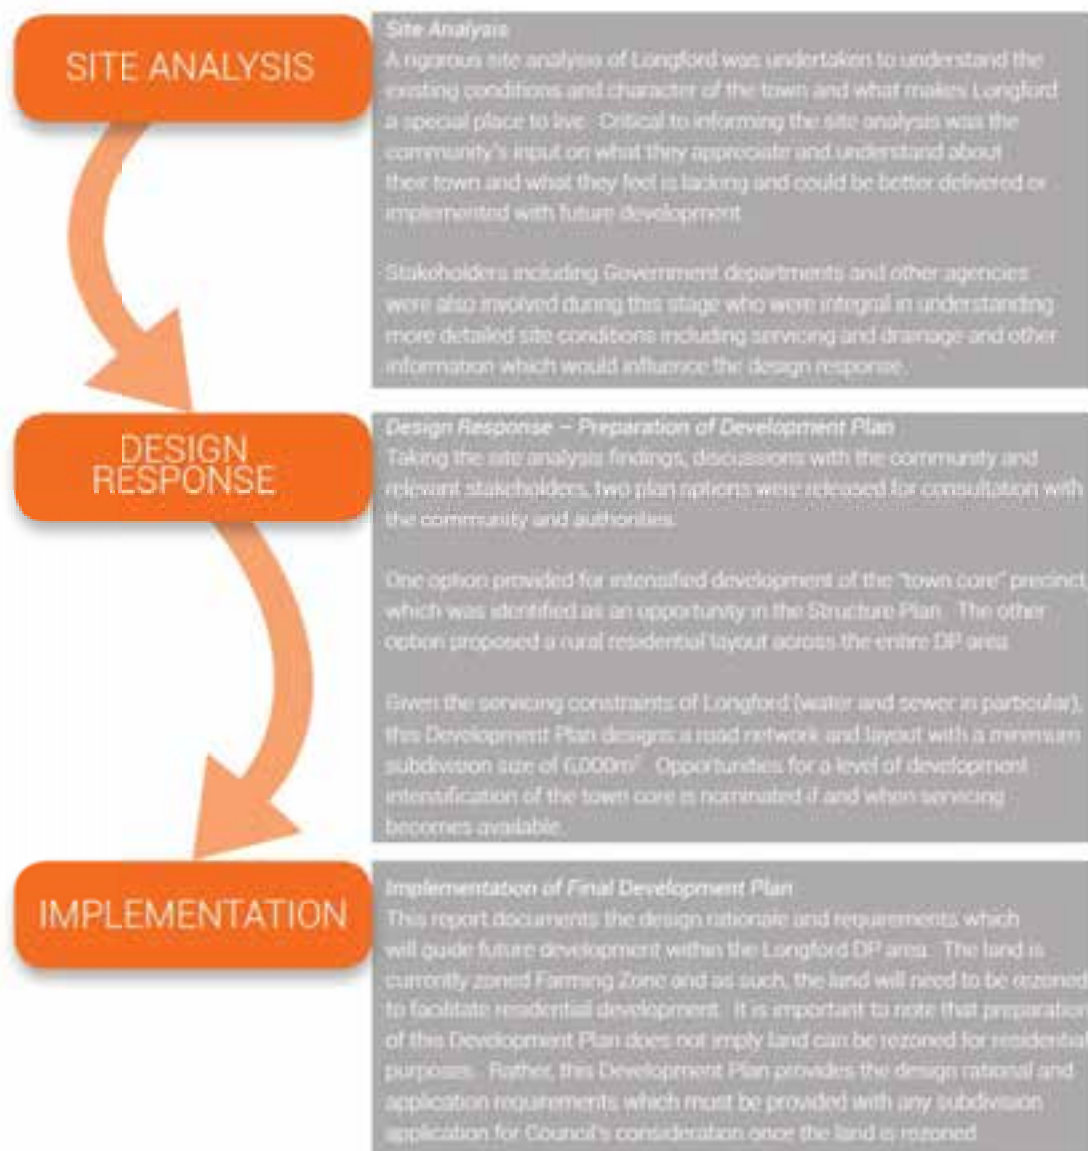 SITE ANALYSIS
Site Analysis
A rigorous site analysis of Longford was undertaken to understand the
existing conditions and character of the town and what makes Longford
a special place to live. Critical to informing the site analysis was the
community's input on what they appreciate and understand about
their town and what they feel is lacking and could be better delivered or
implemented with future development.
Stakeholders including Government departments and other agencies
were also involved during this stage who were integral in understanding
more detailed site conditions including servicing and drainage and other
information which would influence the design response.
DESIGN
RESPONSE
Design Response – Preparation of Development Plan
Taking the site analysis findings, discussions with the community and
relevant stakeholders, two plan options were released for consultation with
the community and authorities.
One option provided for intensified development of the "town core" precinct
which was identified as an opportunity in the Structure Plan. The other
option proposed a rural residential layout across the entire DP area.
Given the servicing constraints of Longford (water and sewer in particular),
this Development Plan designs a road network and layout with a minimum
subdivision size of 6,000m². Opportunities for a level of development
intensification of the town core is nominated if and when servicing
becomes available.
IMPLEMENTATION
Implementation of Final Development Plan
This report documents the design rationale and requirements which
will guide future development within the Longford DP area. The land is
currently zoned Farming Zone and as such, the land will need to be rezoned
to facilitate residential development. It is important to note that preparation
of this Development Plan does not imply land can be rezoned for residential
purposes. Rather, this Development Plan provides the design rational and
application requirements which must be provided with any subdivision
application for Council's consideration once the land is rezoned.